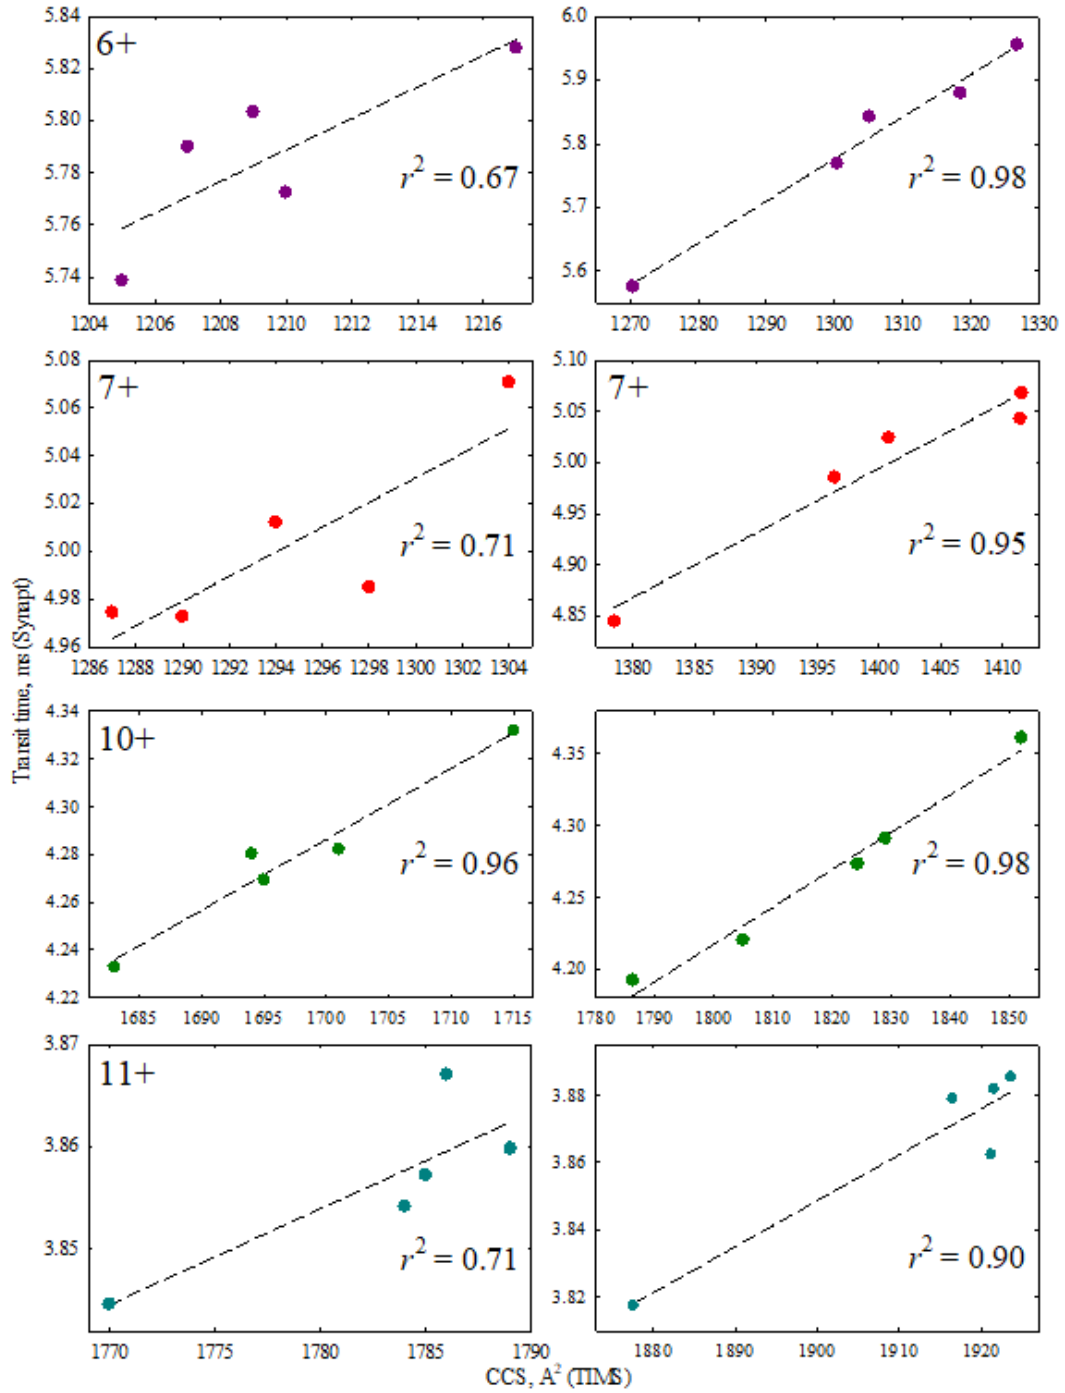 5.84
5.82
5.80
5.78
5.76
5.74
6+
r² = 0.67
1204 1206 1208 1210 1212 1214 1216
6.0
5.9
5.8
5.7
5.6
r² = 0.98
1270 1280 1290 1300 1310 1320 1330
5.08
5.06
5.04
5.02
5.00
4.98
4.96
7+
r² = 0.71
1286 1288 1290 1292 1294 1296 1298 1300 1302 1304
5.10
5.05
5.00
4.95
4.90
4.85
7+
r² = 0.95
1380 1385 1390 1395 1400 1405 1410
Transit time, ms (Synapt)
4.34
4.32
4.30
4.28
4.26
4.24
4.22
10+
r² = 0.96
1685 1690 1695 1700 1705 1710 1715
4.35
4.30
4.25
4.20
r² = 0.98
1780 1790 1800 1810 1820 1830 1840 1850
3.87
3.86
3.85
11+
r² = 0.71
1770 1775 1780 1785 1790
3.88
3.86
3.84
3.82
r² = 0.90
1880 1890 1900 1910 1920
CCS, A² (TIMS)